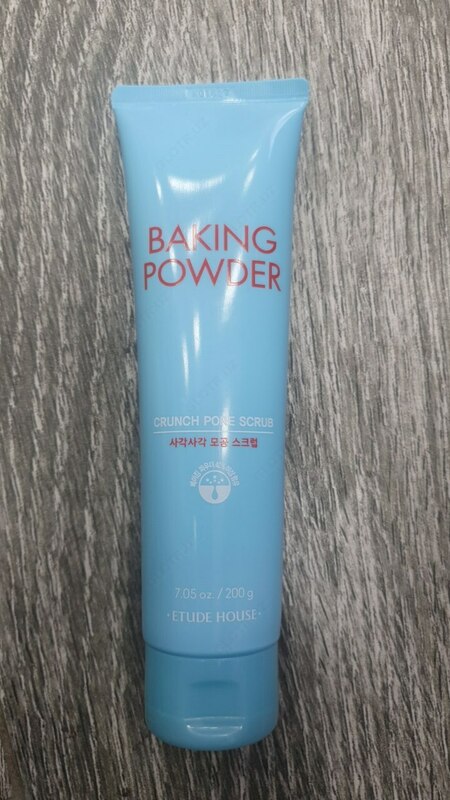 BAKING
POWDER
CRUNCH PORE SCRUB
사각사각 모공 스크럽
7.05 oz. / 200 g
·ETUDE HOUSE·